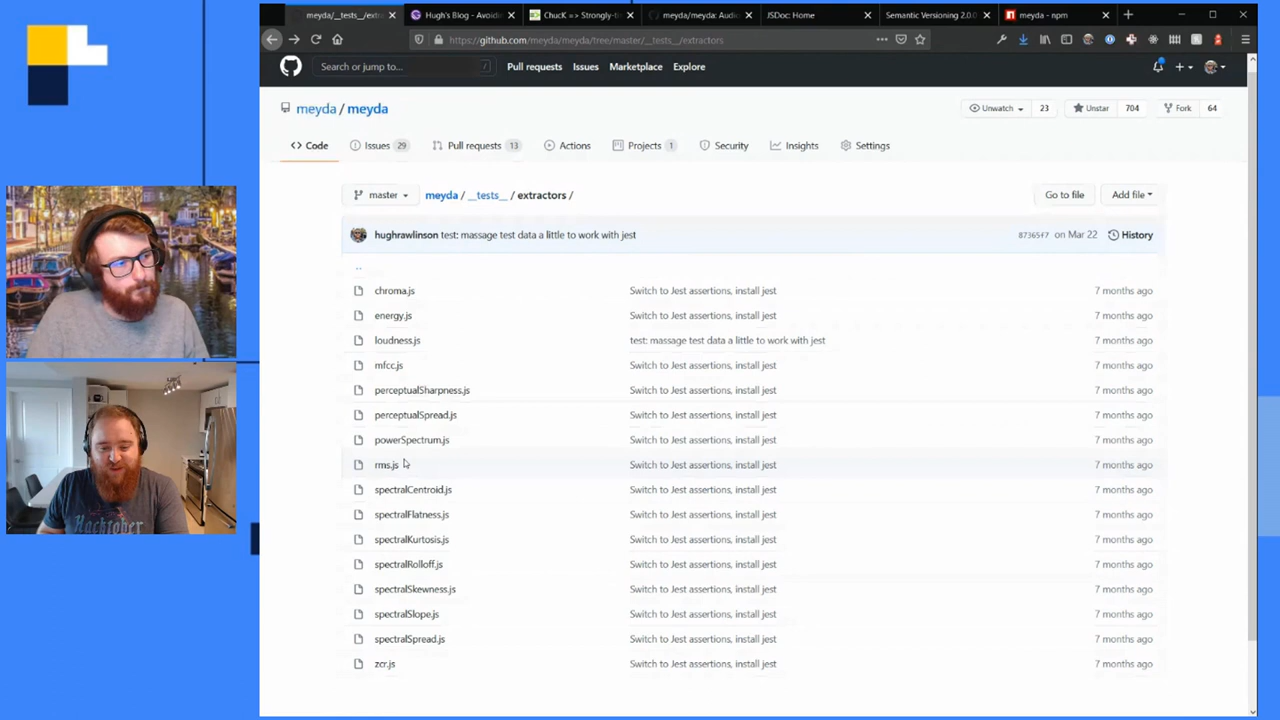 meyda/__tests__/extr
Hugh's Blog - Avoidi
ChucK => Strongly-t
meyda/meyda: Audi
JSDoc: Home
Semantic Versioning 2.0.0
meyda - npm
https://github.com/meyda/meyda/tree/master/__tests__/extractors
Search or jump to... /
Pull requests Issues Marketplace Explore
meyda / meyda
Unwatch 23 Unstar 704 Fork 64
Code Issues 29 Pull requests 13 Actions Projects 1 Security Insights Settings
master meyda / __tests__ / extractors / Go to file Add file
hughrawlinson test: massage test data a little to work with jest 87365f7 on Mar 22 History
..
chroma.js Switch to Jest assertions, install jest 7 months ago
energy.js Switch to Jest assertions, install jest 7 months ago
loudness.js test: massage test data a little to work with jest 7 months ago
mfcc.js Switch to Jest assertions, install jest 7 months ago
perceptualSharpness.js Switch to Jest assertions, install jest 7 months ago
perceptualSpread.js Switch to Jest assertions, install jest 7 months ago
powerSpectrum.js Switch to Jest assertions, install jest 7 months ago
rms.js Switch to Jest assertions, install jest 7 months ago
spectralCentroid.js Switch to Jest assertions, install jest 7 months ago
spectralFlatness.js Switch to Jest assertions, install jest 7 months ago
spectralKurtosis.js Switch to Jest assertions, install jest 7 months ago
spectralRolloff.js Switch to Jest assertions, install jest 7 months ago
spectralSkewness.js Switch to Jest assertions, install jest 7 months ago
spectralSlope.js Switch to Jest assertions, install jest 7 months ago
spectralSpread.js Switch to Jest assertions, install jest 7 months ago
zcr.js Switch to Jest assertions, install jest 7 months ago
Hacktober